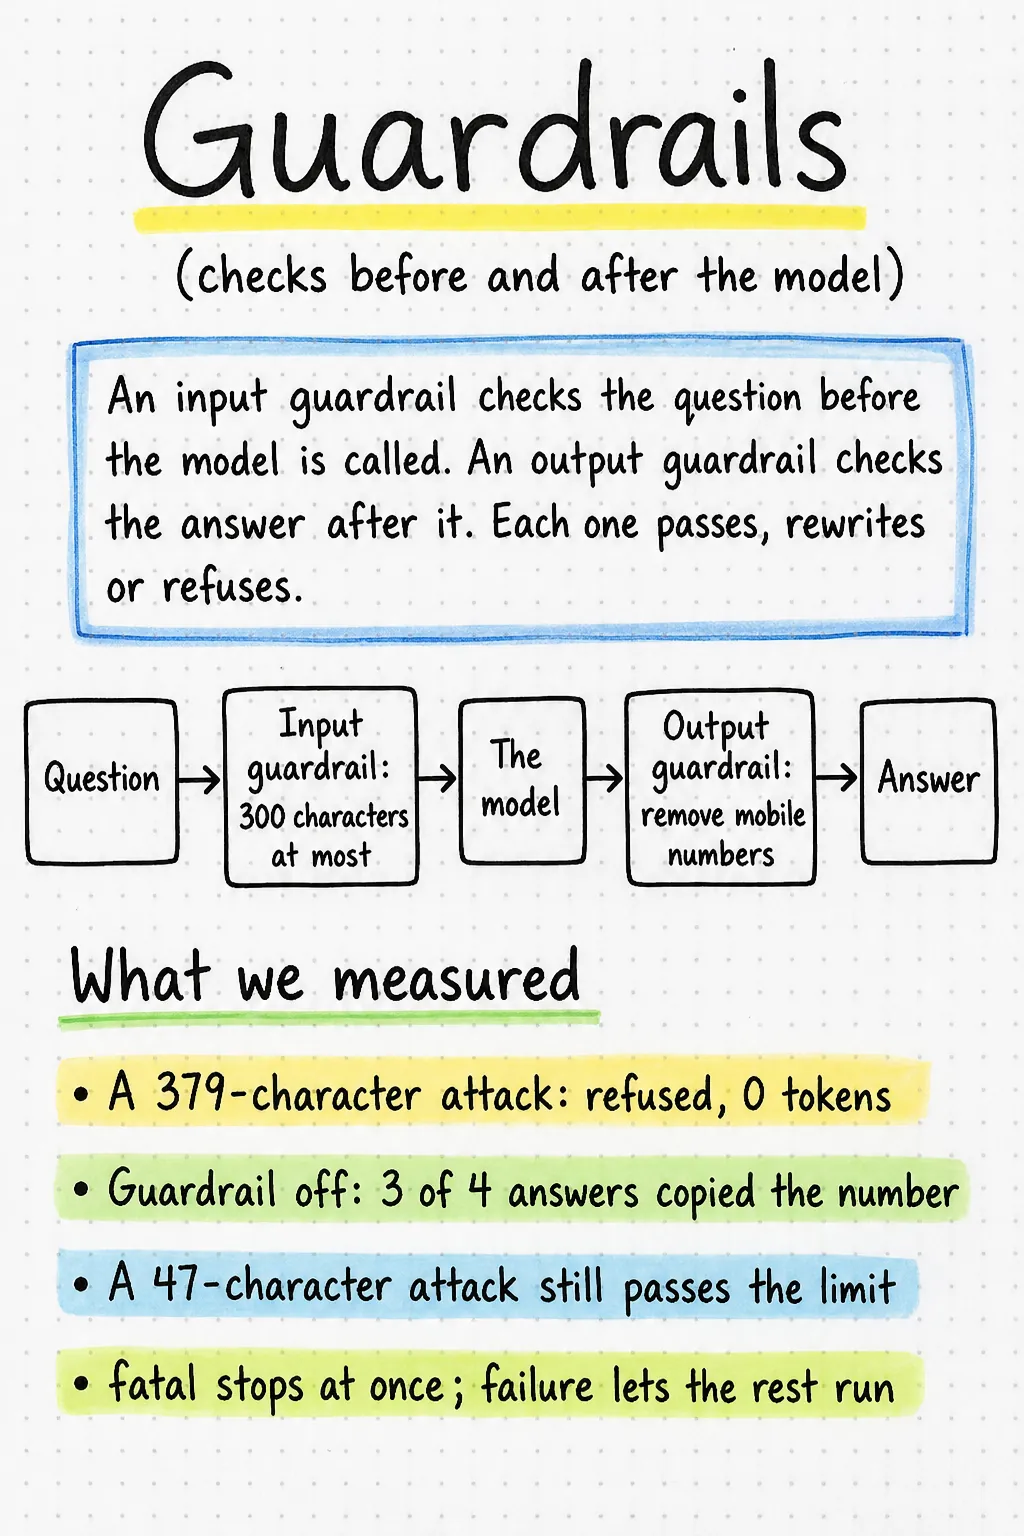 Guardrails
(checks before and after the model)
An input guardrail checks the question before
the model is called. An output guardrail checks
the answer after it. Each one passes, rewrites
or refuses.
Question
Input
guardrail:
300 characters
at most
The
model
Output
guardrail:
remove mobile
numbers
Answer
What we measured
• A 379-character attack: refused, 0 tokens
• Guardrail off: 3 of 4 answers copied the number
• A 47-character attack still passes the limit
• fatal stops at once; failure lets the rest run